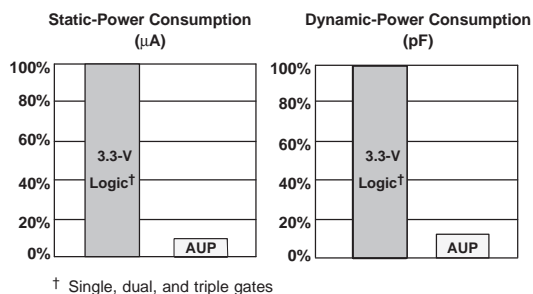 Static-Power Consumption
(μA)
100%
80%
60%
40%
20%
0%
3.3-V
Logic†
AUP
Dynamic-Power Consumption
(pF)
100%
80%
60%
40%
20%
0%
3.3-V
Logic†
AUP
† Single, dual, and triple gates